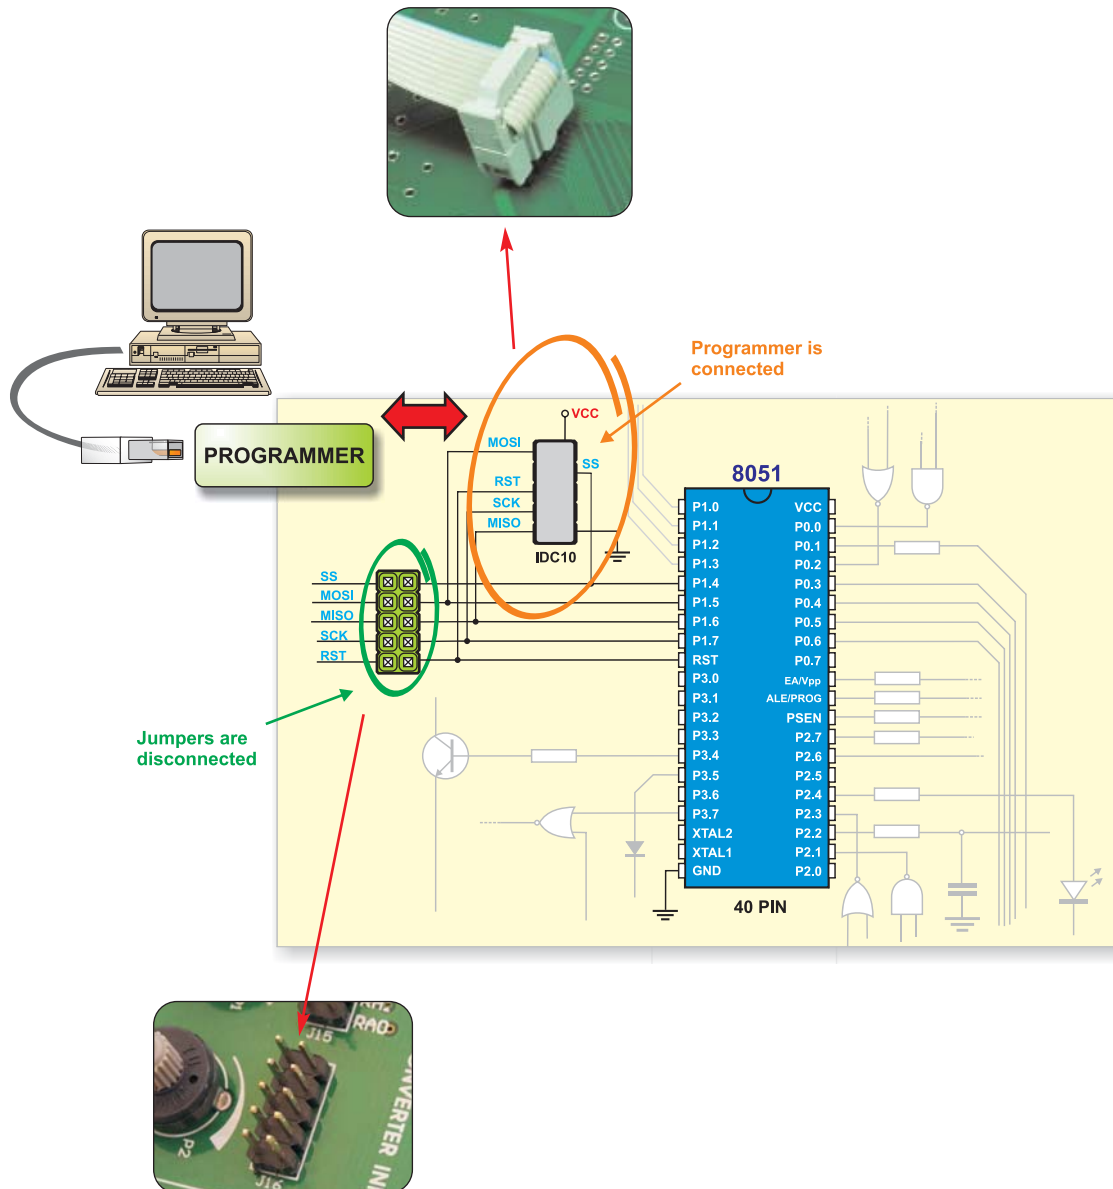 Programmer is
connected
VCC
MOSI
SS
PROGRAMMER
RST
SCK
MISO
IDC10
8051
SS
MOSI
MISO
SCK
RST
P1.0
P1.1
P1.2
P1.3
P1.4
P1.5
P1.6
P1.7
RST
P3.0
P3.1
P3.2
P3.3
P3.4
P3.5
P3.6
P3.7
XTAL2
XTAL1
GND
VCC
P0.0
P0.1
P0.2
P0.3
P0.4
P0.5
P0.6
P0.7
EA/Vpp
ALE/PROG
PSEN
P2.7
P2.6
P2.5
P2.4
P2.3
P2.2
P2.1
P2.0
Jumpers are
disconnected
40 PIN
J15
RA0
P2
J16